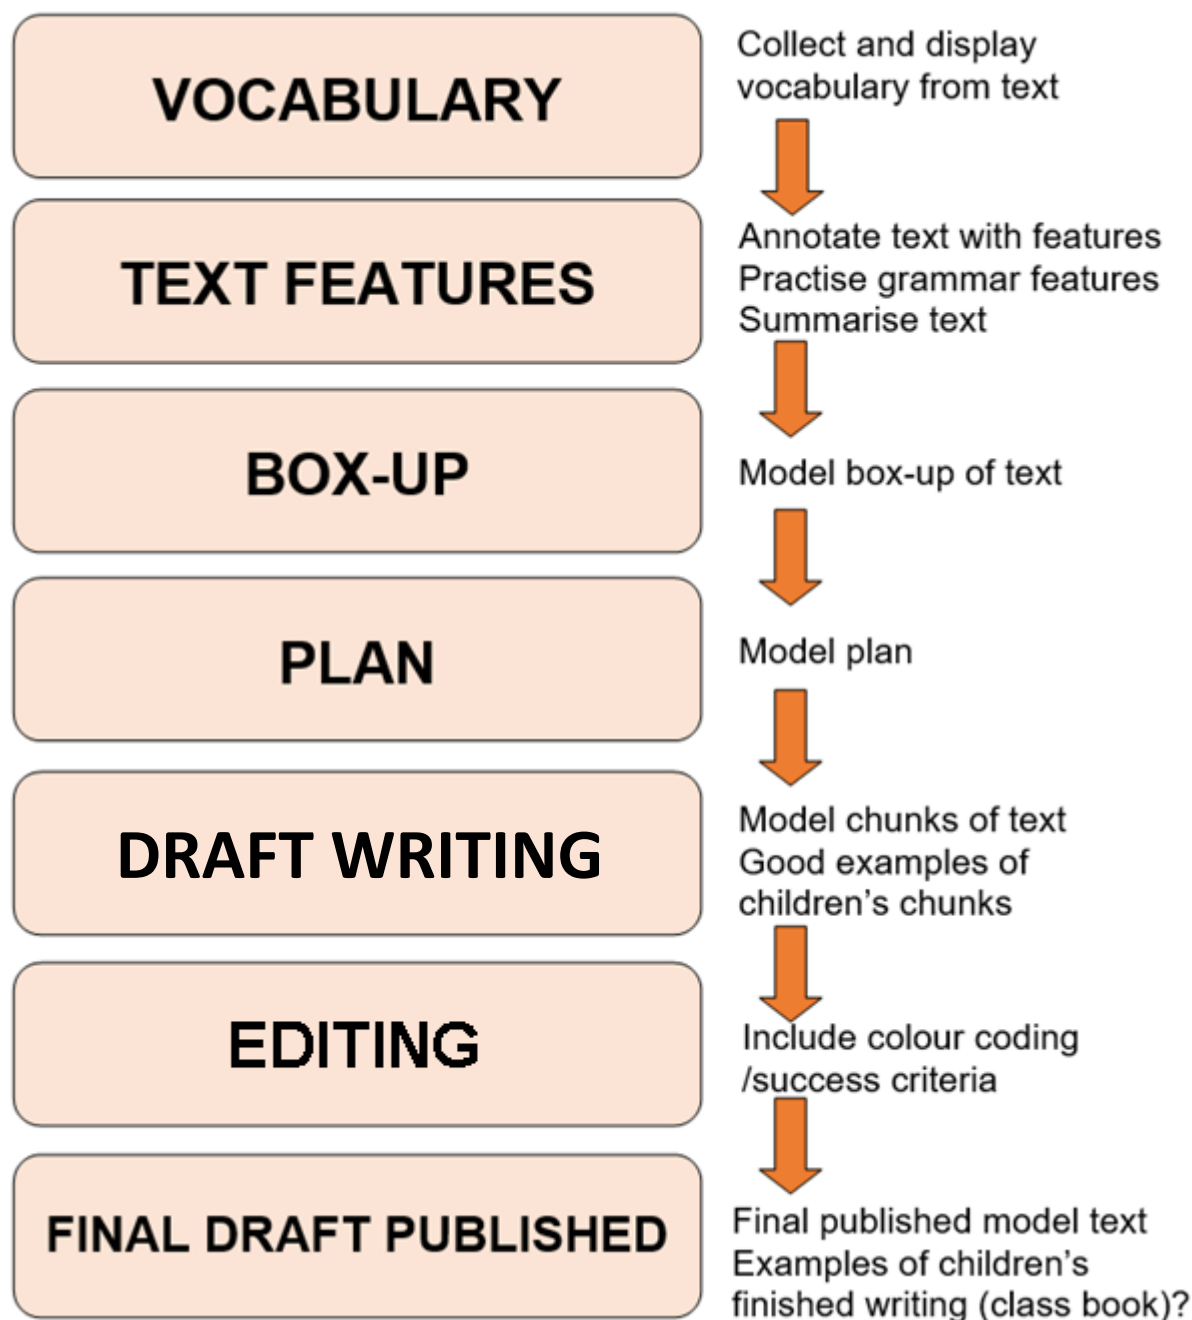 VOCABULARY
Collect and display
vocabulary from text
TEXT FEATURES
Annotate text with features
Practise grammar features
Summarise text
BOX-UP
Model box-up of text
PLAN
Model plan
DRAFT WRITING
Model chunks of text
Good examples of
children's chunks
EDITING
Include colour coding
/success criteria
FINAL DRAFT PUBLISHED
Final published model text
Examples of children's
finished writing (class book)?